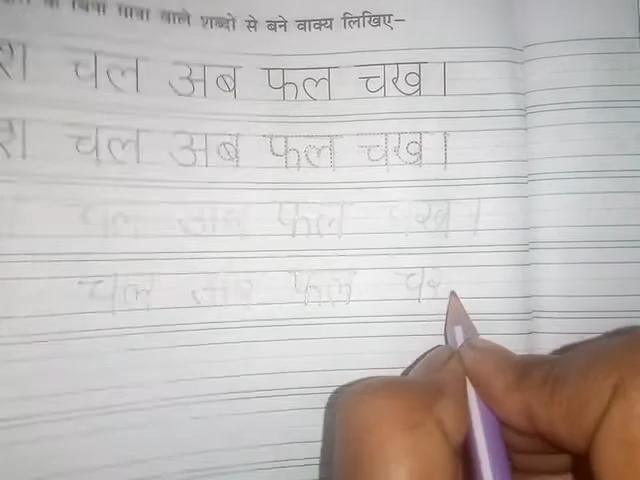 बिना मात्रा वाले शब्दों से बने वाक्य लिखिए–
चल अब फल चख।
चल अब फल चख।
चल अब फल चख।
चल अब फल